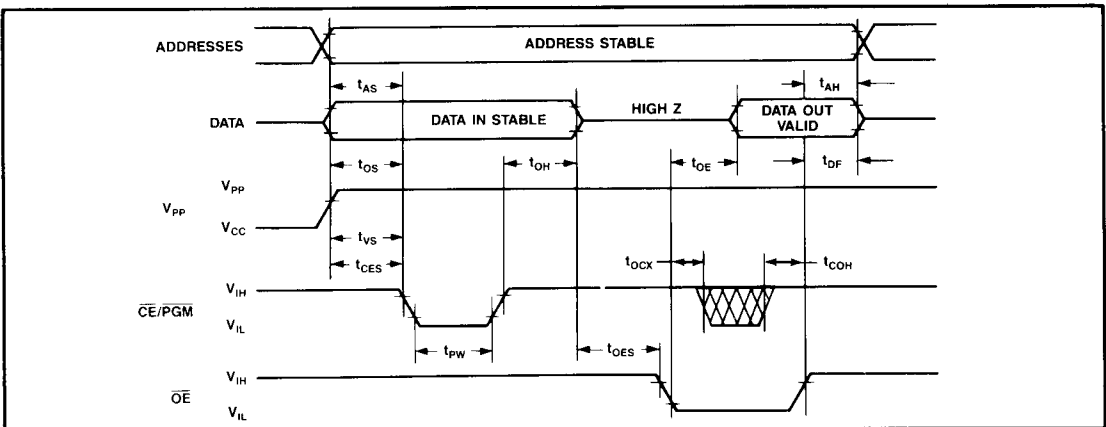 ADDRESSES
ADDRESS STABLE
tAS
tAH
DATA
DATA IN STABLE
HIGH Z
DATA OUT
VALID
tOS
tOH
tOE
tDF
VPP
VPP
VCC
tVS
tCES
tOCX
tCOH
CE/PGM
VIH
VIL
tPW
tOES
OE
VIH
VIL